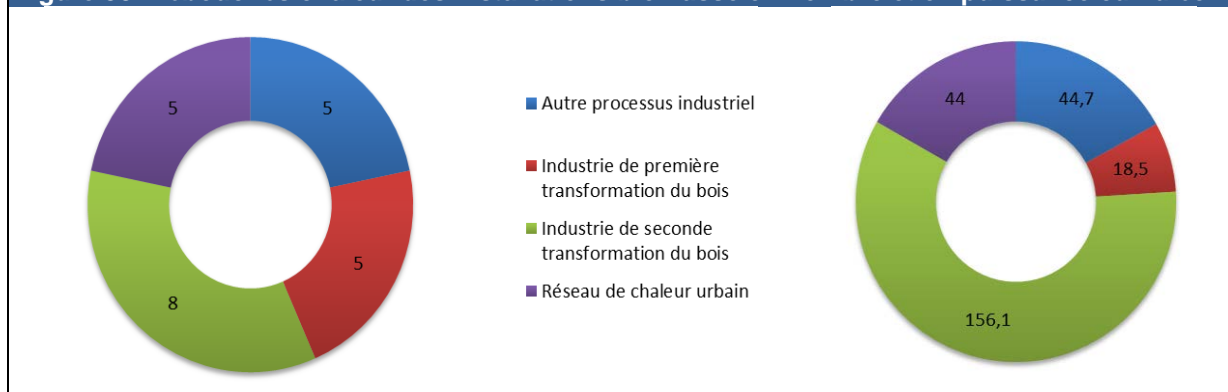 5
5
5
8
Autre processus industriel
Industrie de première
transformation du bois
Industrie de seconde
transformation du bois
Réseau de chaleur urbain
44
44,7
18,5
156,1